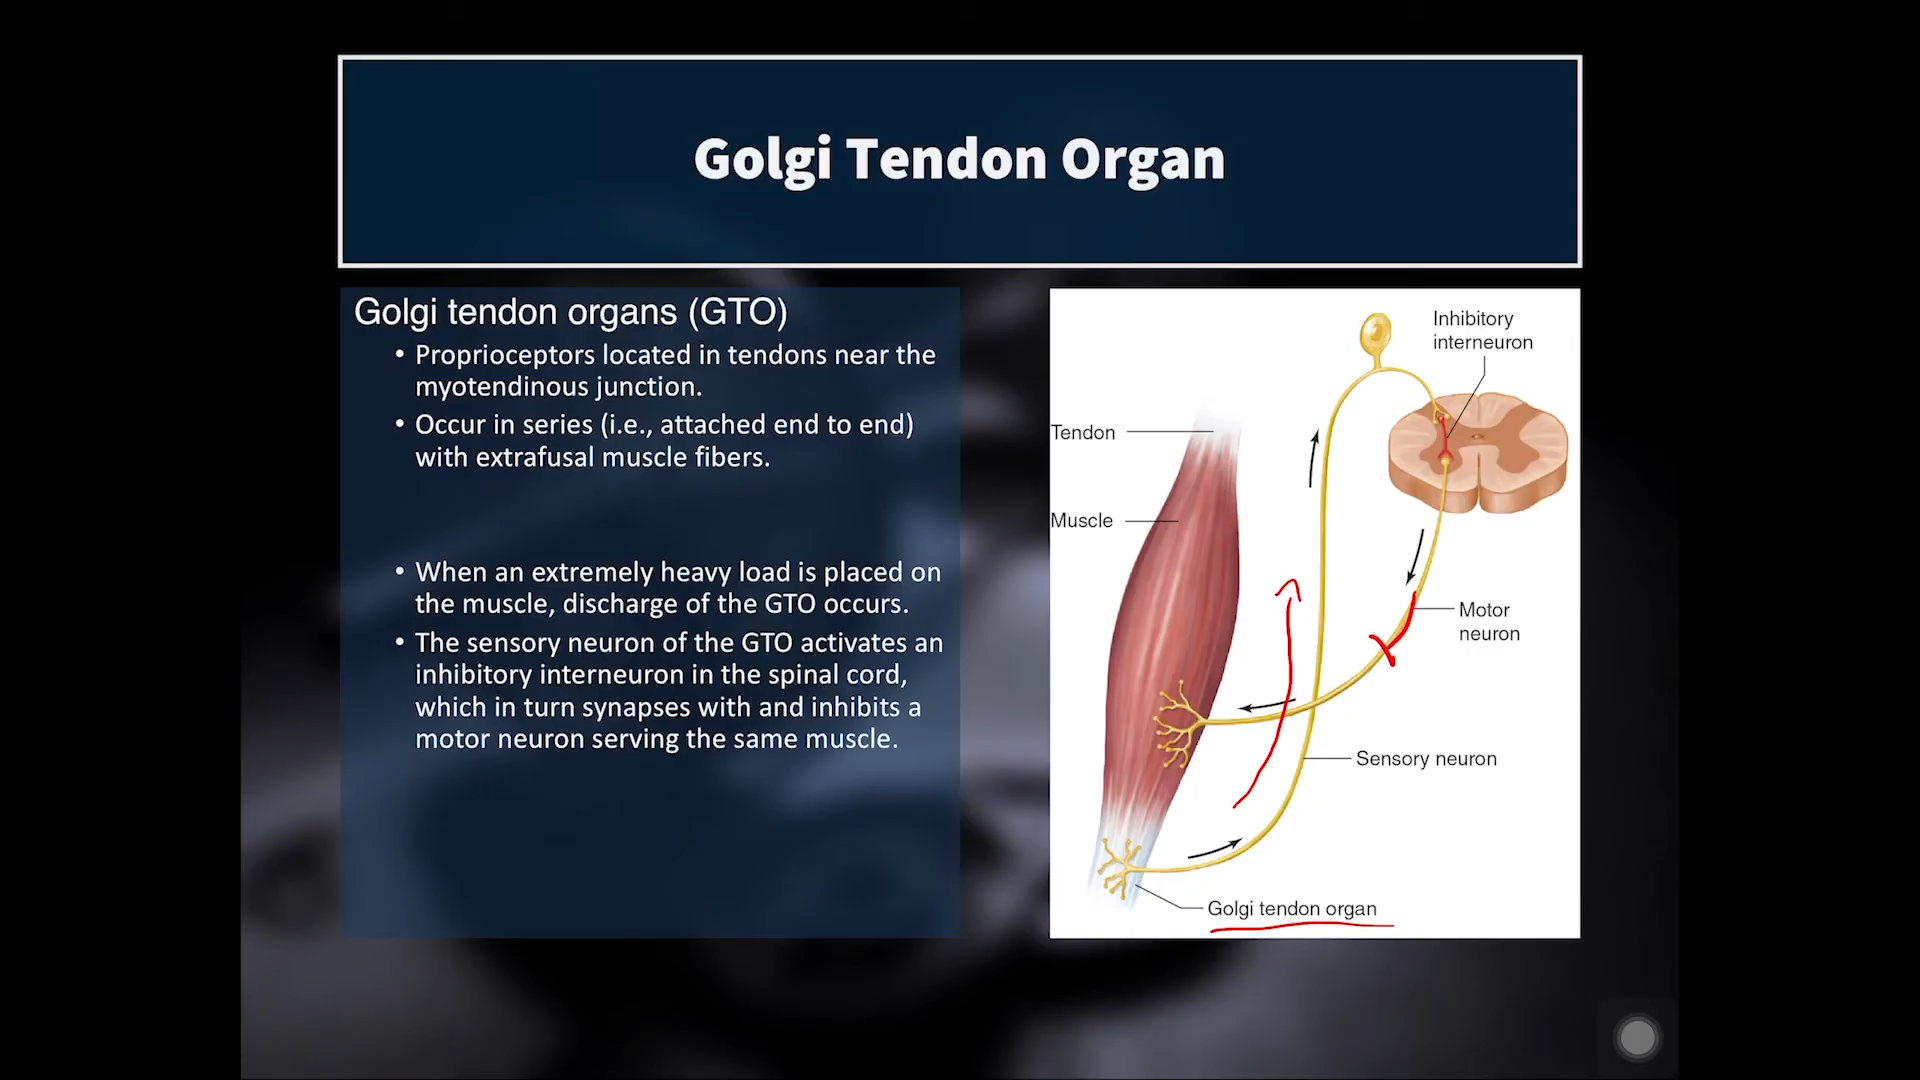 Golgi Tendon Organ
Golgi tendon organs (GTO)
• Proprioceptors located in tendons near the
myotendinous junction.
• Occur in series (i.e., attached end to end)
with extrafusal muscle fibers.
• When an extremely heavy load is placed on
the muscle, discharge of the GTO occurs.
• The sensory neuron of the GTO activates an
inhibitory interneuron in the spinal cord,
which in turn synapses with and inhibits a
motor neuron serving the same muscle.
Inhibitory
interneuron
Tendon
Muscle
Motor
neuron
Sensory neuron
Golgi tendon organ